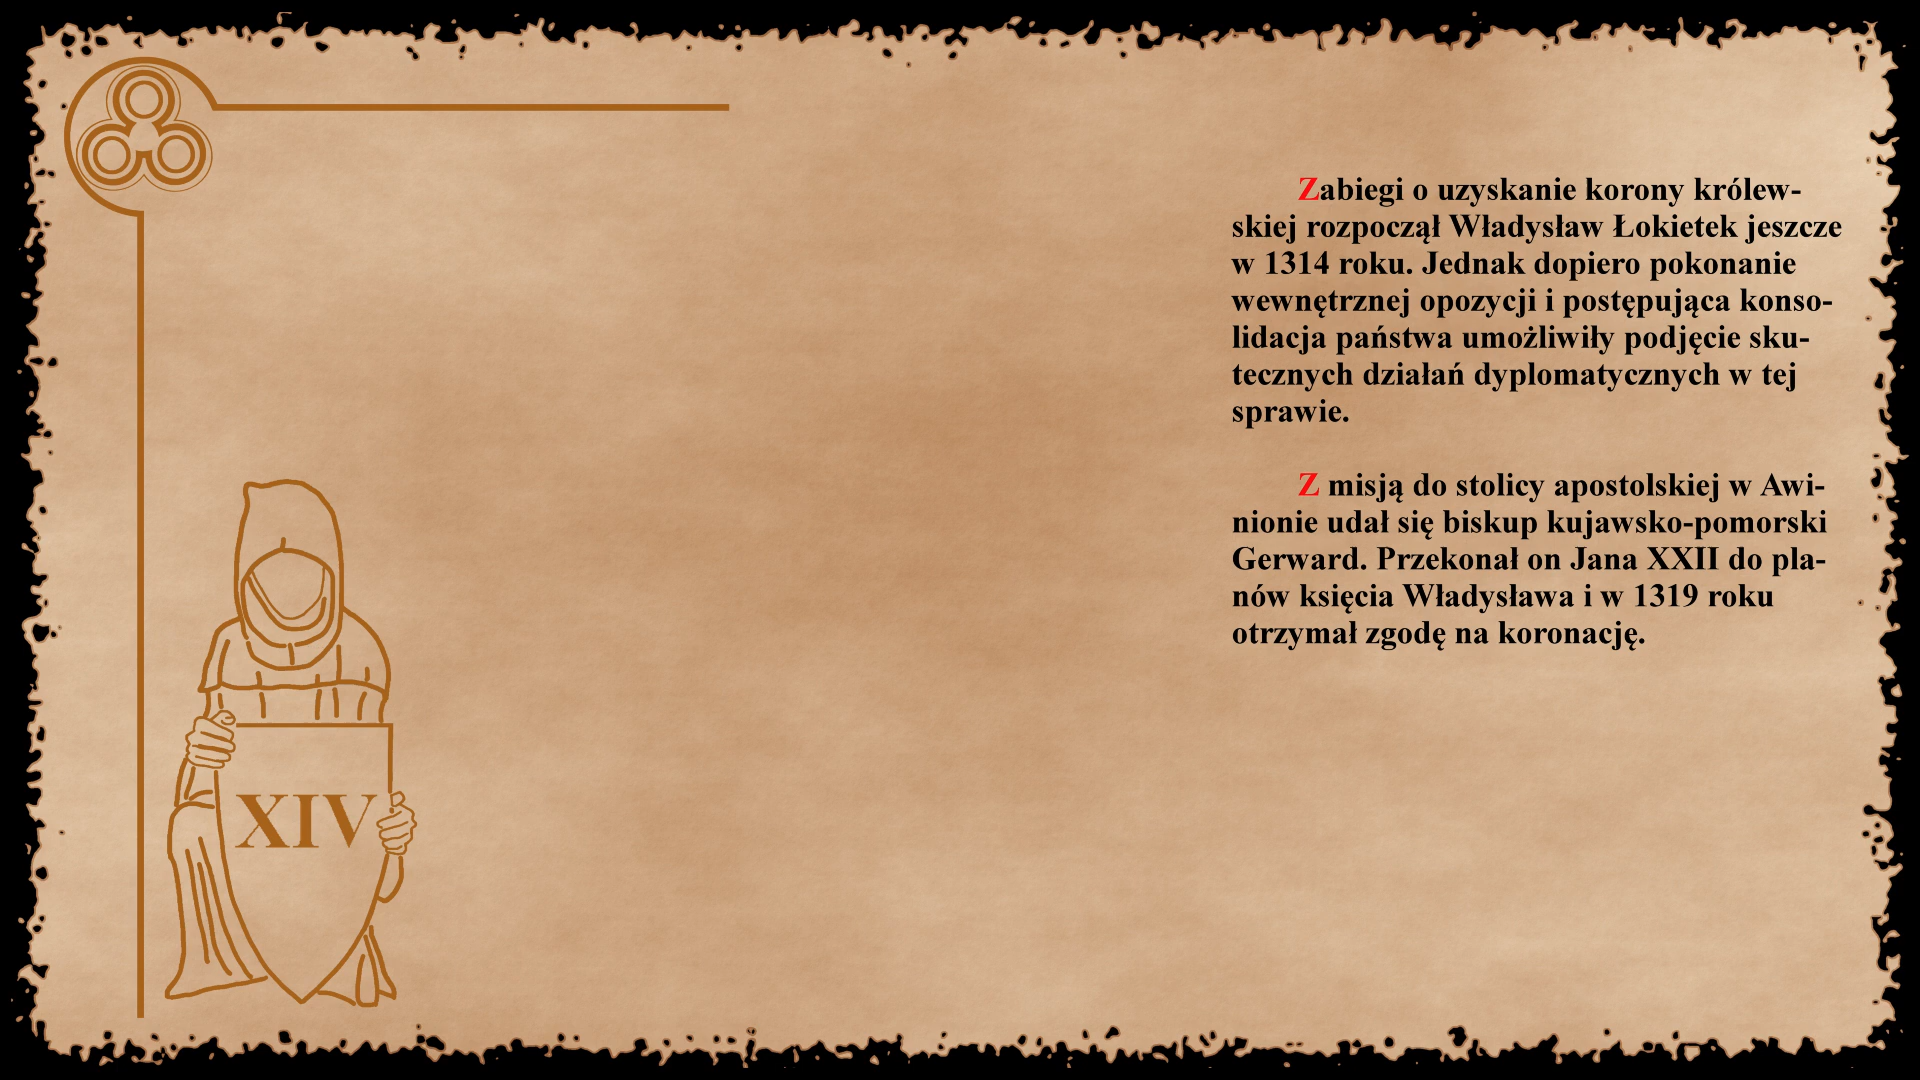 Zabiegi o uzyskanie korony królew-
skiej rozpoczął Władysław Łokietek jeszcze
w 1314 roku. Jednak dopiero pokonanie
wewnętrznej opozycji i postępująca konso-
lidacja państwa umożliwiły podjęcie sku-
tecznych działań dyplomatycznych w tej
sprawie.
Z misją do stolicy apostolskiej w Awi-
nionie udał się biskup kujawsko-pomorski
Gerward. Przekonał on Jana XXII do pla-
nów księcia Władysława i w 1319 roku
otrzymał zgodę na koronację.
XIV